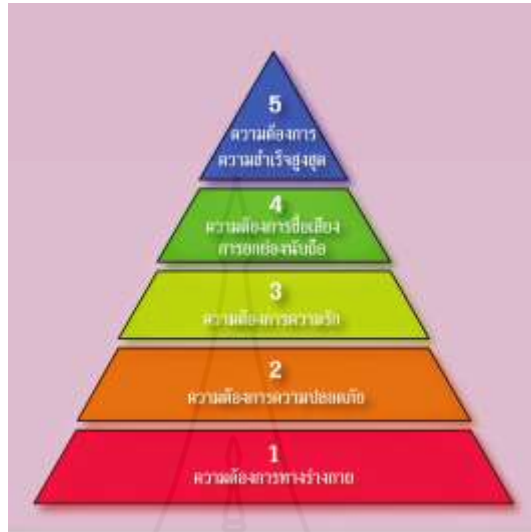 5
ความต้องการ
ความสำเร็จสูงสุด
4
ความต้องการชื่อเสียง
การยกย่องนับถือ
3
ความต้องการความรัก
2
ความต้องการความปลอดภัย
1
ความต้องการทางร่างกาย